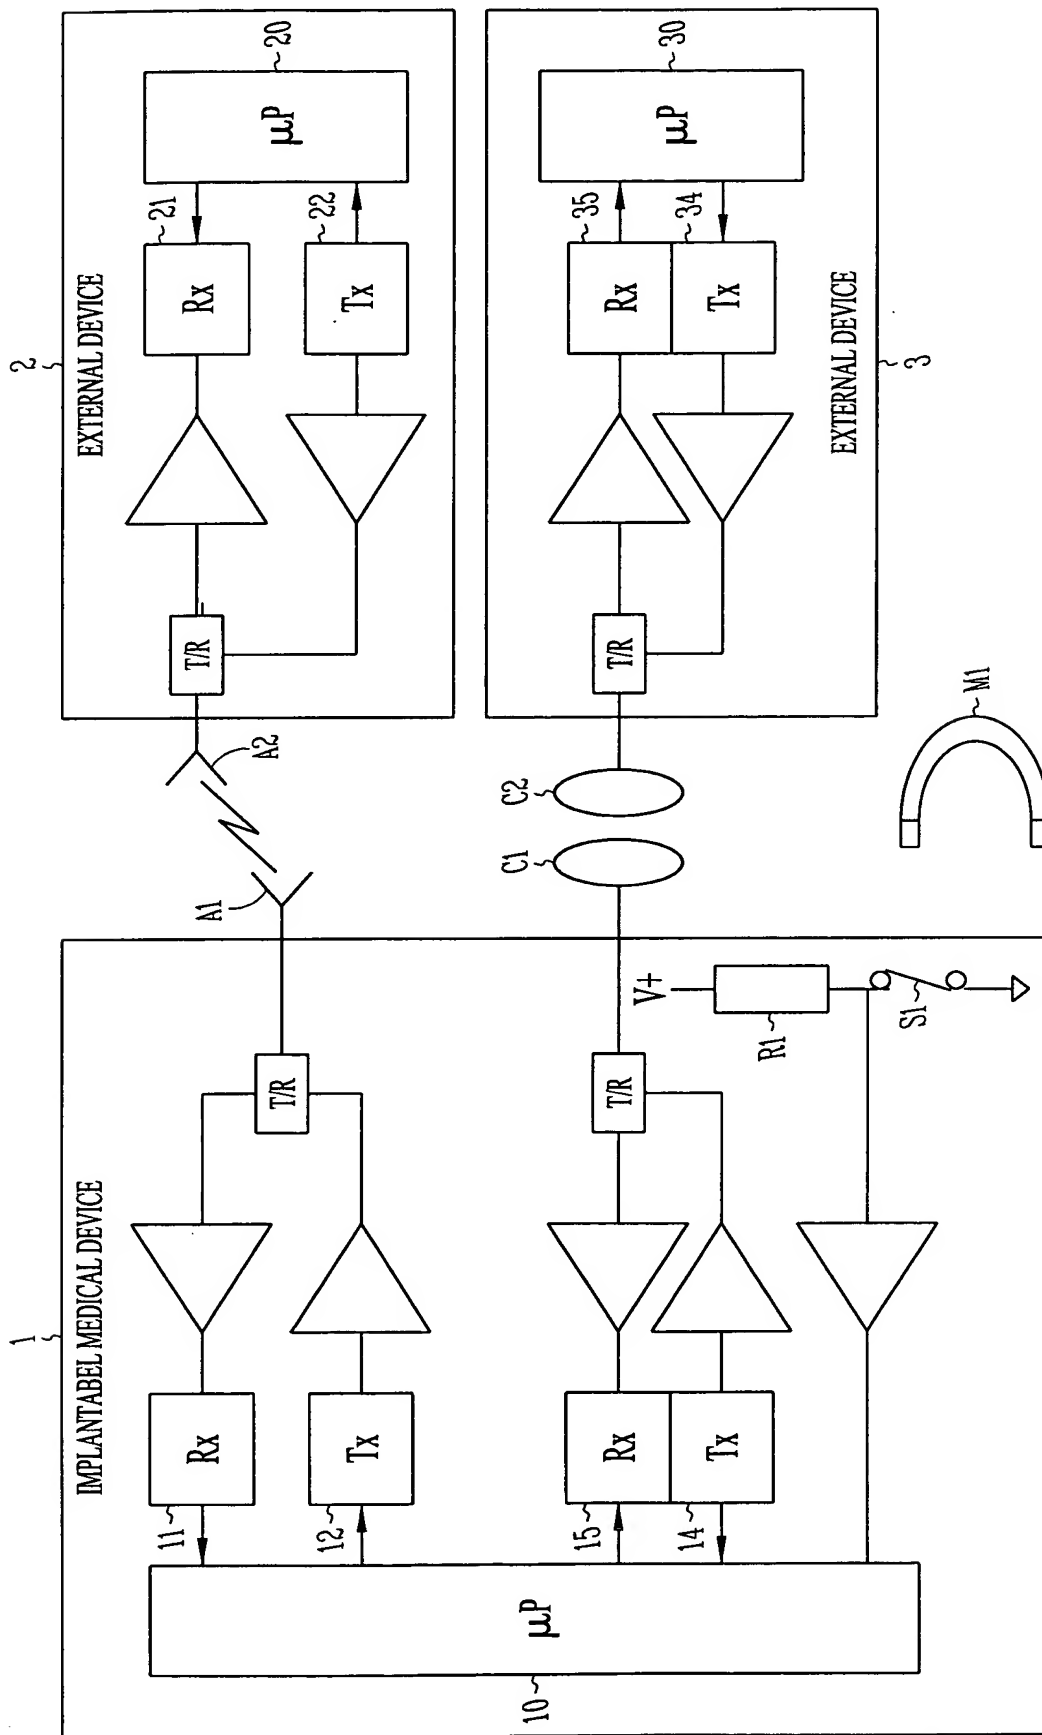 1
IMPLANTABEL MEDICAL DEVICE
10
µP
11
Rx
12
Tx
15
Rx
14
Tx
T/R
T/R
V+
R1
S1
A1
A2
C1
C2
M1
2
EXTERNAL DEVICE
T/R
Rx
21
Tx
22
µP
20
3
EXTERNAL DEVICE
T/R
Rx
35
Tx
34
µP
30